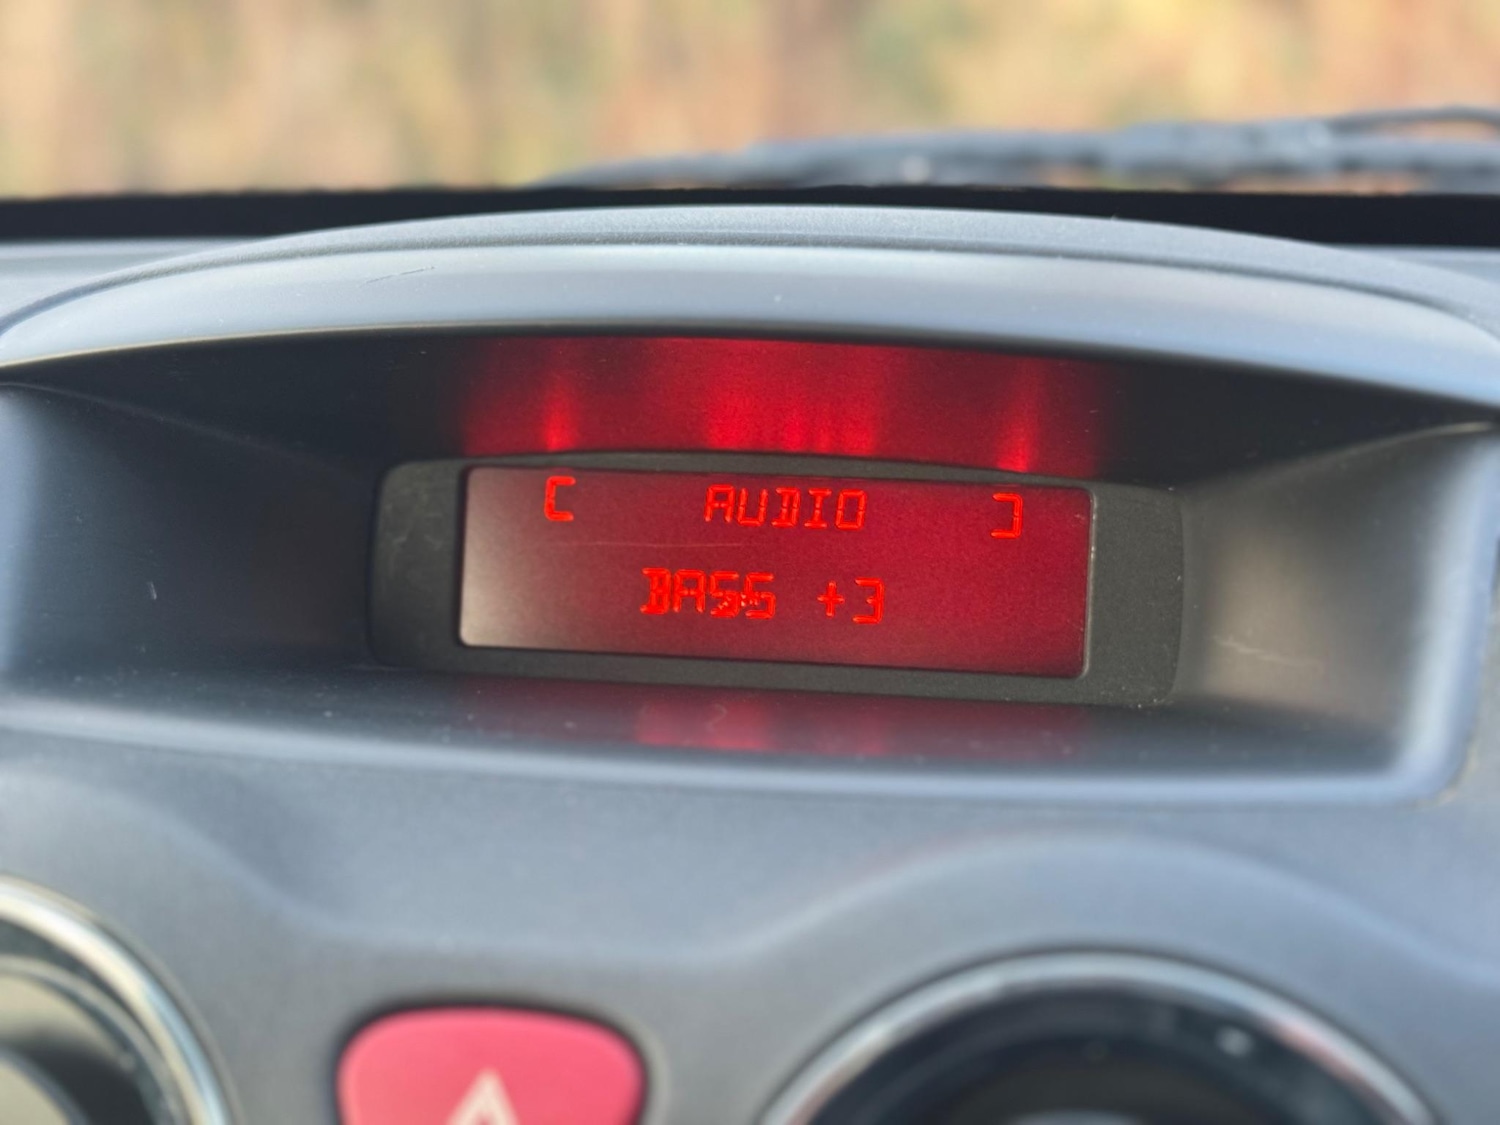 [ AUDIO ]
BASS +3